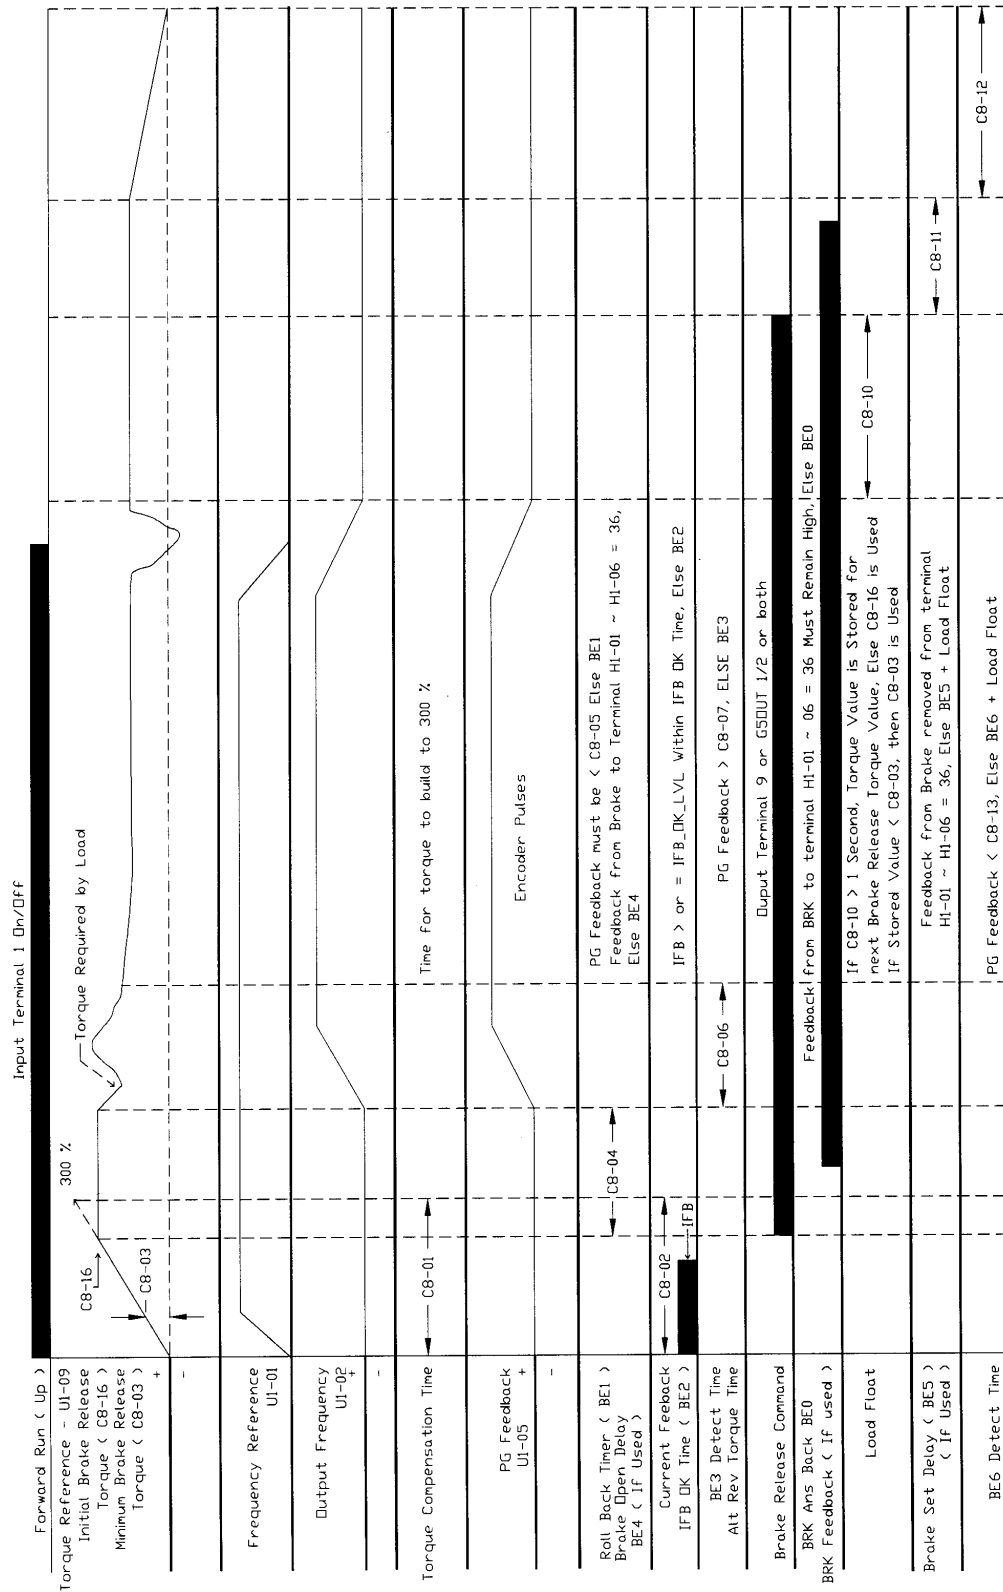 Input Terminal 1 On/Off
Forward Run ( Up )
Torque Reference - U1-09
Initial Brake Release
Torque ( C8-16 )
Minimum Brake Release
Torque ( C8-03 )
+
-
C8-16
C8-03
300 %
Torque Required by Load
Frequency Reference
U1-01
Output Frequency
U1-02
+
-
Torque Compensation Time
C8-01
Time for torque to build to 300 %
PG Feedback
U1-05
+
-
Encoder Pulses
Roll Back Timer ( BE1 )
Brake Open Delay
BE4 ( If Used )
C8-04
PG Feedback must be < C8-05 Else BE1
Feedback from Brake to Terminal H1-01 ~ H1-06 = 36,
Else BE4
Current Feeback
IFB OK Time ( BE2 )
C8-02
IFB
IFB > or = IFB_OK_LVL Within IFB OK Time, Else BE2
BE3 Detect Time
Alt Rev Torque Time
C8-06
PG Feedback > C8-07, ELSE BE3
Brake Release Command
Ouput Terminal 9 or G5OUT 1/2 or both
BRK Ans Back BE0
BRK Feedback ( If used )
Feedback from BRK to terminal H1-01 ~ 06 = 36 Must Remain High, Else BE0
Load Float
If C8-10 > 1 Second, Torque Value is Stored for
next Brake Release Torque Value, Else C8-16 is Used
If Stored Value < C8-03, then C8-03 is Used
C8-10
Brake Set Delay ( BE5 )
( If Used )
Feedback from Brake removed from terminal
H1-01 ~ H1-06 = 36, Else BE5 + Load Float
C8-11
BE6 Detect Time
PG Feedback < C8-13, Else BE6 + Load Float
C8-12